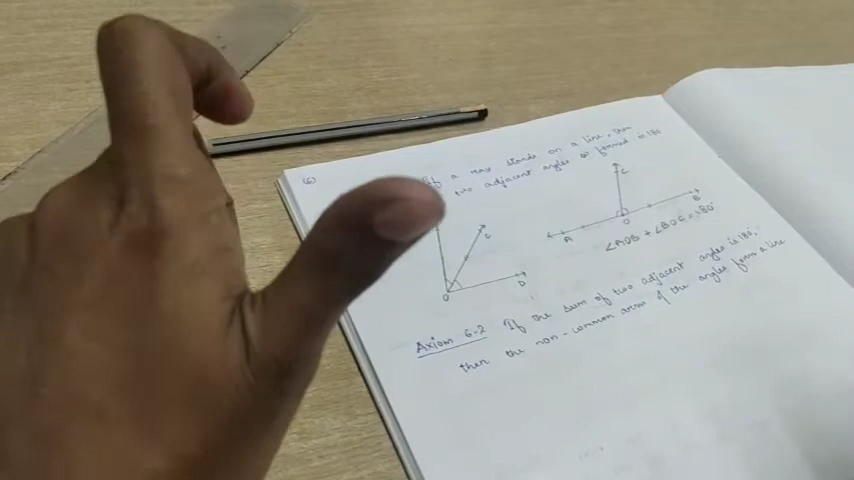 (6)
If a ray stands on a line, then
two adjacent angles so formed is 180
C
C
A
O
B
O
D
∠AOB + ∠BOC = 180°
Axiom 6.2 If the sum of two adjacent angles is 180°,
then the non-common arms of the angles form a line